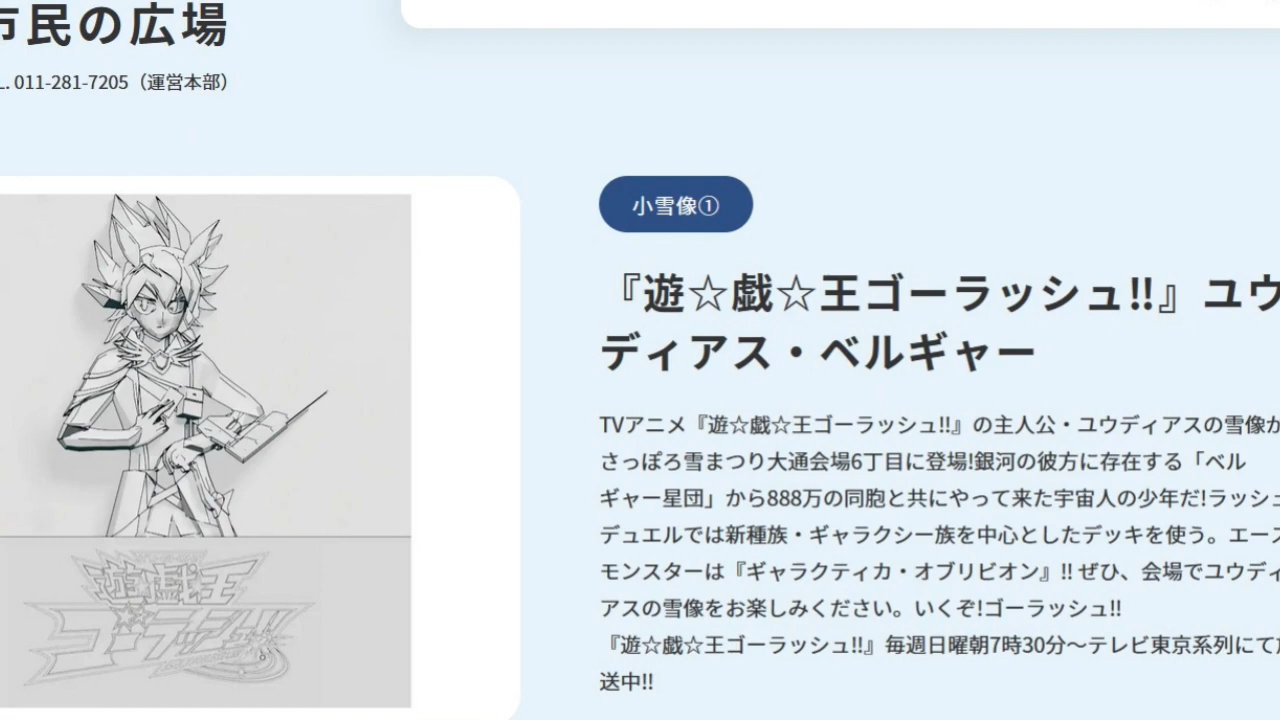 市民の広場
L. 011-281-7205（運営本部）
小雪像①
『遊☆戯☆王ゴーラッシュ!!』ユウ
ディアス・ベルギャー
TVアニメ『遊☆戯☆王ゴーラッシュ!!』の主人公・ユウディアスの雪像が
さっぽろ雪まつり大通会場6丁目に登場!銀河の彼方に存在する「ベル
ギャー星団」から888万の同胞と共にやって来た宇宙人の少年だ!ラッシュ
デュエルでは新種族・ギャラクシー族を中心としたデッキを使う。エース
モンスターは『ギャラクティカ・オブリビオン』!! ぜひ、会場でユウディ
アスの雪像をお楽しみください。いくぞ!ゴーラッシュ!!
『遊☆戯☆王ゴーラッシュ!!』毎週日曜朝7時30分～テレビ東京系列にて放
送中!!
遊戯王
ゴーラッシュ!!